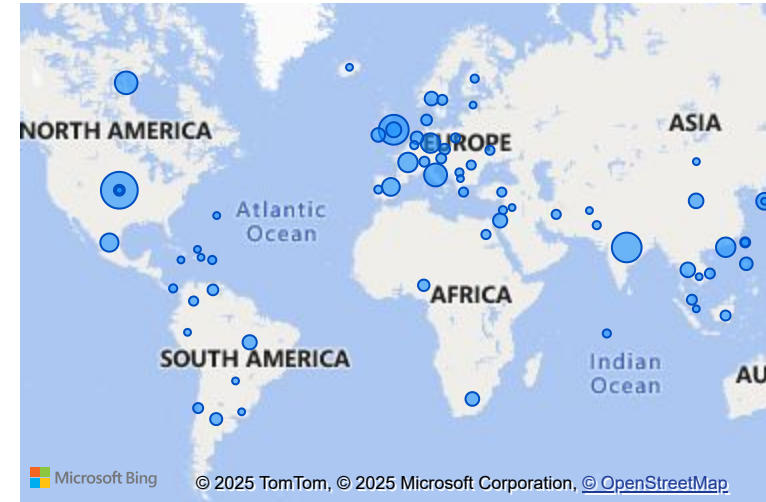 NORTH AMERICA
ASIA
EUROPE
Atlantic
Ocean
AFRICA
SOUTH AMERICA
Indian
Ocean
AU
Microsoft Bing
© 2025 TomTom, © 2025 Microsoft Corporation, © OpenStreetMap